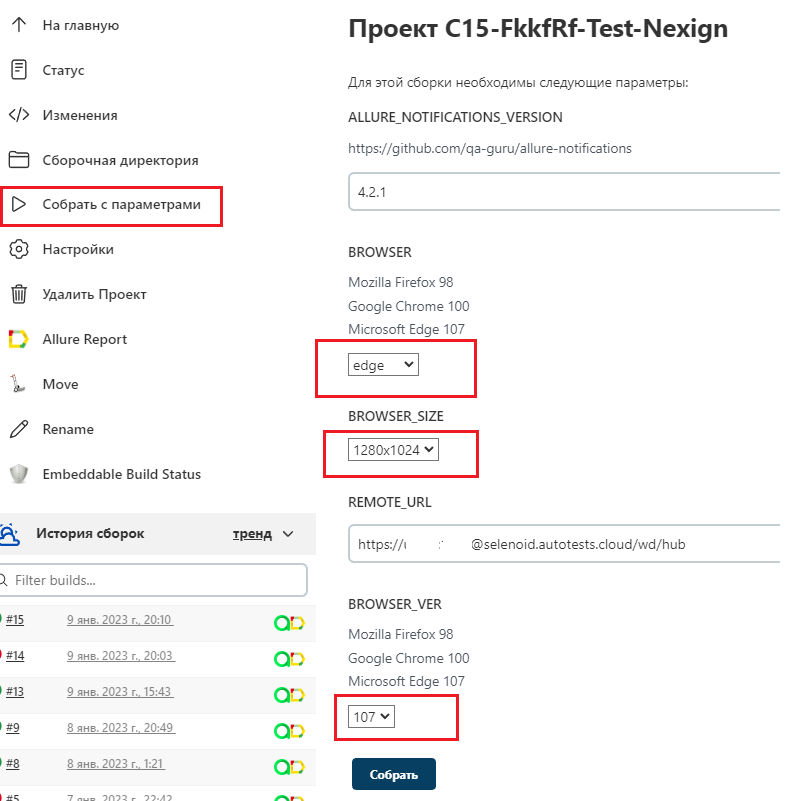 На главную
Статус
Изменения
Сборочная директория
Собрать с параметрами
Настройки
Удалить Проект
Allure Report
Move
Rename
Embeddable Build Status
История сборок тренд
Filter builds...
#15 9 янв. 2023 г., 20:10
#14 9 янв. 2023 г., 20:03
#13 9 янв. 2023 г., 15:43
#9 8 янв. 2023 г., 20:49
#8 8 янв. 2023 г., 1:21
#5 7 янв. 2023 г., 22:42
Проект C15-FkkfRf-Test-Nexign
Для этой сборки необходимы следующие параметры:
ALLURE_NOTIFICATIONS_VERSION
https://github.com/qa-guru/allure-notifications
4.2.1
BROWSER
Mozilla Firefox 98
Google Chrome 100
Microsoft Edge 107
edge
BROWSER_SIZE
1280x1024
REMOTE_URL
https:// @selenoid.autotests.cloud/wd/hub
BROWSER_VER
Mozilla Firefox 98
Google Chrome 100
Microsoft Edge 107
107
Собрать